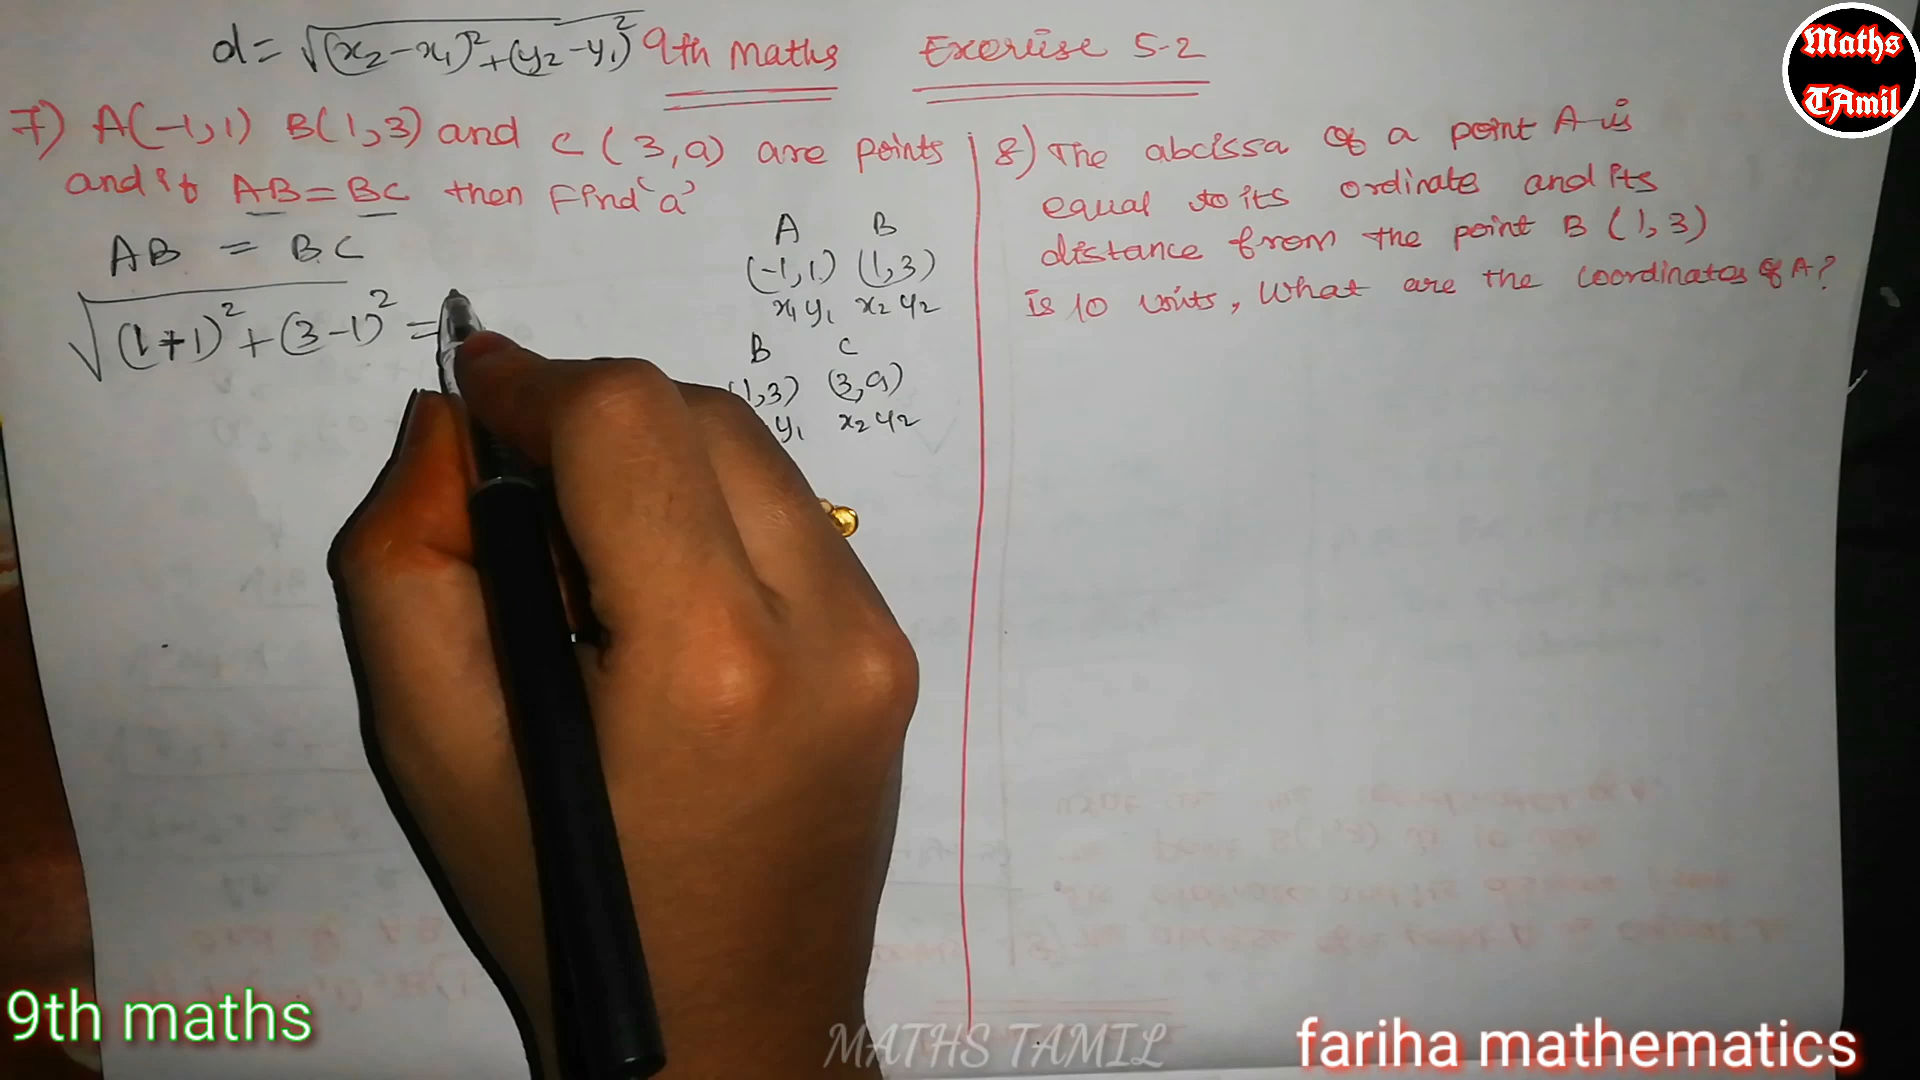 d = √(x₂-x₁)²+(y₂-y₁)² 9th Maths Exercise 5-2
Maths
TAmil
7) A(-1,1) B(1,3) and C (3,a) are points
and if AB=BC then Find 'a'
AB = BC
√(1+1)²+(3-1)² =
A B
(-1,1) (1,3)
x₁ y₁ x₂ y₂
B C
1,3) (3,a)
y₁ x₂ y₂
8) The abcissa of a point A is
equal to its ordinate and its
distance from the point B (1,3)
is 10 units, What are the coordinates of A?
9th maths
MATHS TAMIL
fariha mathematics